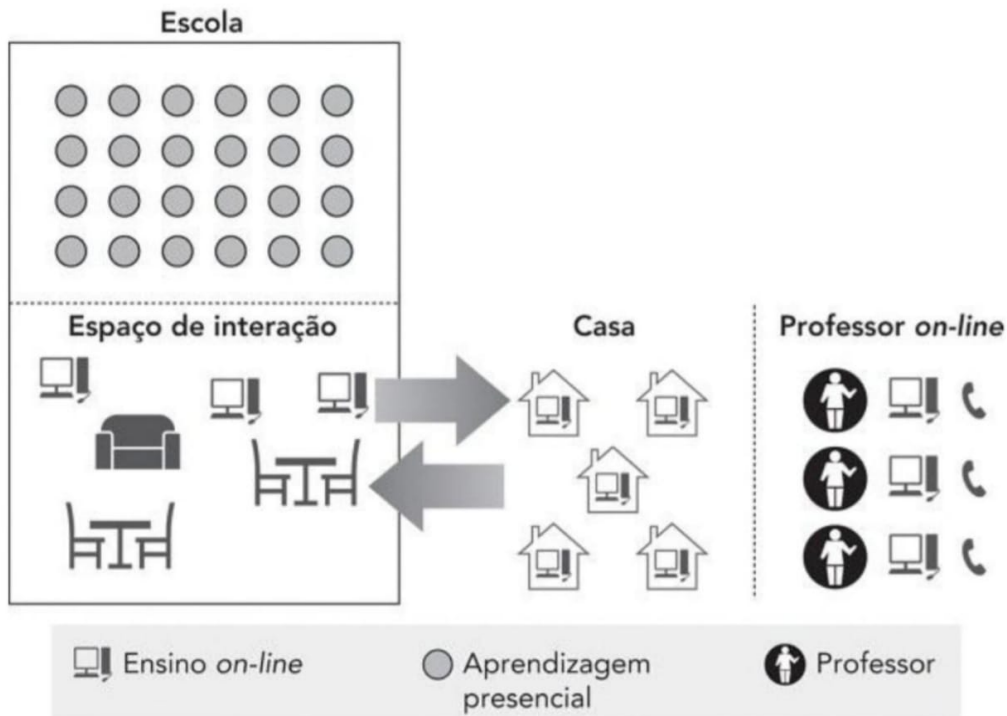 Escola
Espaço de interação
Casa
Professor on-line
Ensino on-line
Aprendizagem
presencial
Professor